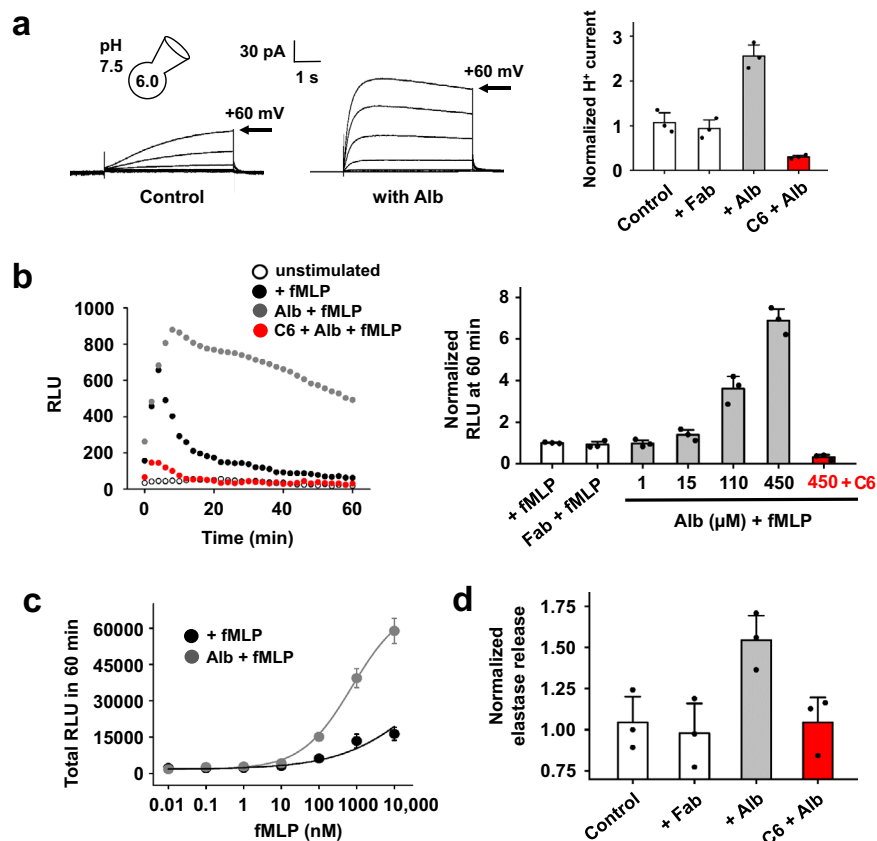 a
pH
7.5
6.0
30 pA
1 s
+60 mV
+60 mV
Control
with Alb
Normalized H⁺ current
3
2
1
0
Control
+ Fab
+ Alb
C6 + Alb
b
unstimulated
+ fMLP
Alb + fMLP
C6 + Alb + fMLP
RLU
1000
800
600
400
200
0
0
20
40
60
Time (min)
Normalized
RLU at 60 min
8
6
4
2
0
+ fMLP
Fab + fMLP
1
15
110
450
450 + C6
Alb (µM) + fMLP
c
+ fMLP
Alb + fMLP
Total RLU in 60 min
60000
45000
30000
15000
0
0.01
0.1
1
10
100
1000
10,000
fMLP (nM)
d
Normalized
elastase release
1.75
1.50
1.25
1.00
0.75
Control
+ Fab
+ Alb
C6 + Alb